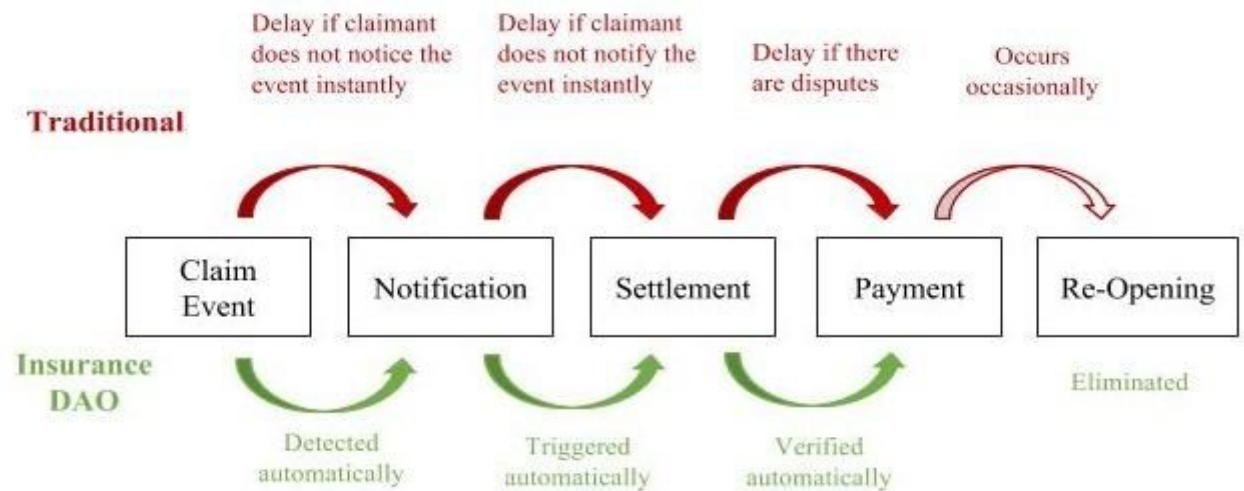 Delay if claimant
does not notice the
event instantly
Delay if claimant
does not notify the
event instantly
Delay if there
are disputes
Occurs
occasionally
Traditional
Claim
Event
Notification
Settlement
Payment
Re-Opening
Insurance
DAO
Detected
automatically
Triggered
automatically
Verified
automatically
Eliminated